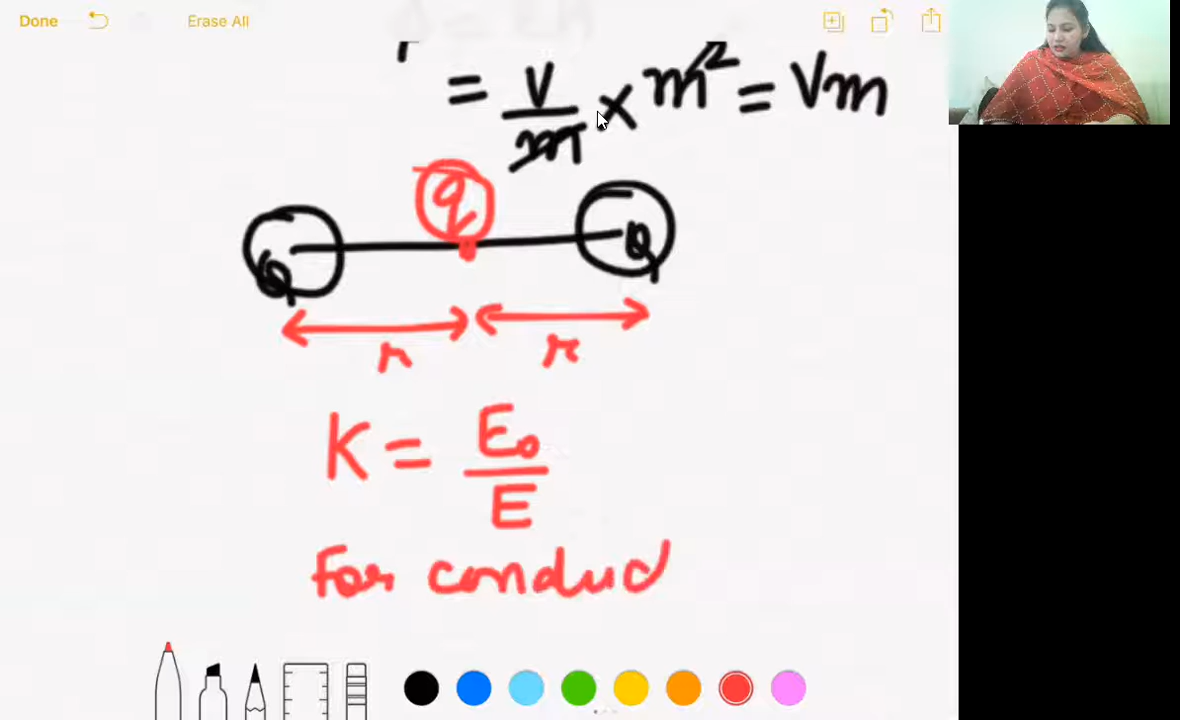 Done Erase All
= V/m × m² = Vm
q
Q Q
r r
K = E₀/E
For conduc